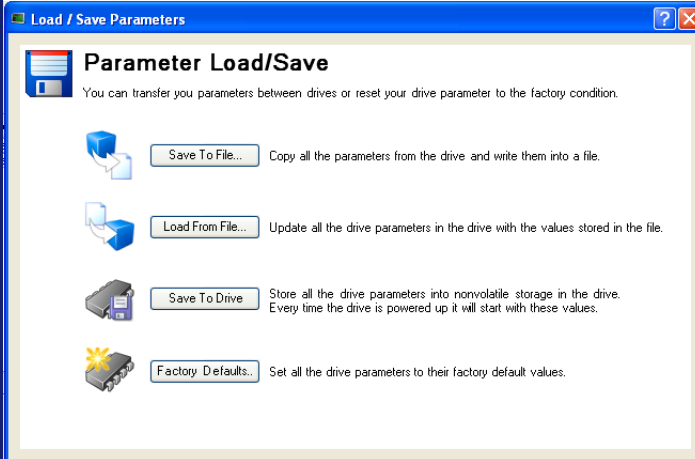 Load / Save Parameters
Parameter Load/Save
You can transfer you parameters between drives or reset your drive parameter to the factory condition.
Save To File... Copy all the parameters from the drive and write them into a file.
Load From File... Update all the drive parameters in the drive with the values stored in the file.
Save To Drive Store all the drive parameters into nonvolatile storage in the drive.
Every time the drive is powered up it will start with these values.
Factory Defaults.. Set all the drive parameters to their factory default values.